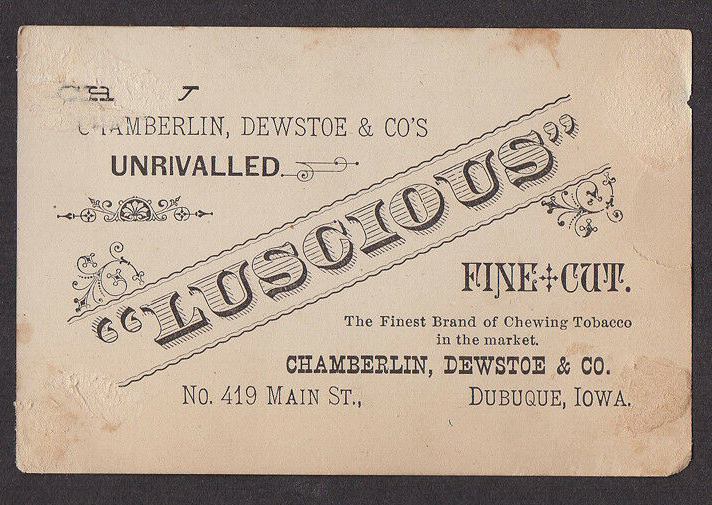 CHAMBERLIN, DEWSTOE & CO'S
UNRIVALLED
“LUSCIOUS”
FINE CUT.
The Finest Brand of Chewing Tobacco
in the market.
CHAMBERLIN, DEWSTOE & CO.
No. 419 MAIN ST., DUBUQUE, IOWA.